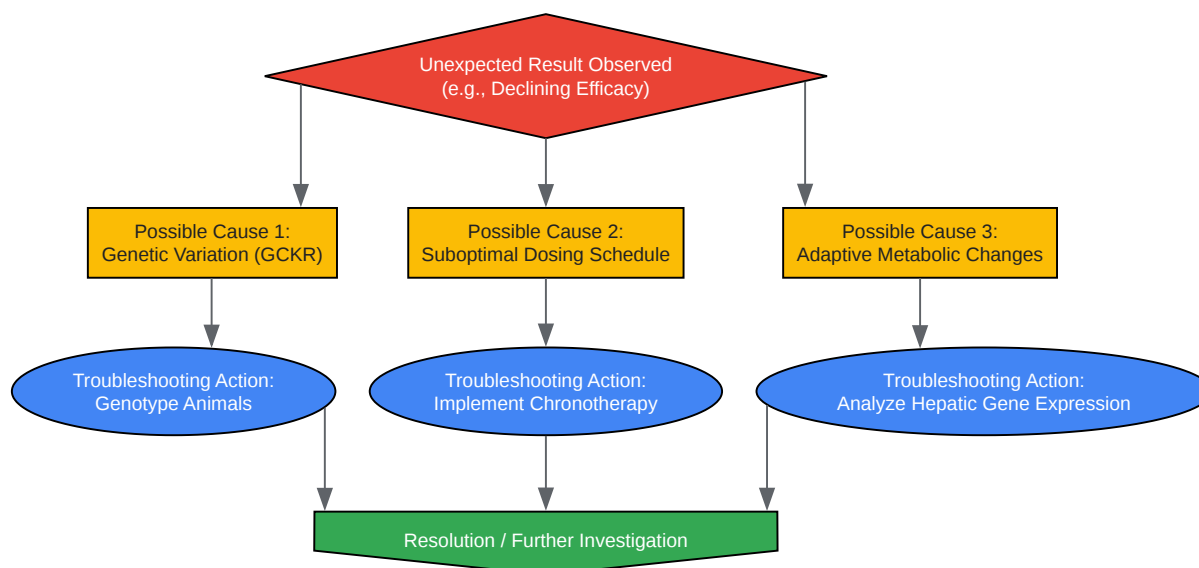 Unexpected Result Observed
(e.g., Declining Efficacy)
Possible Cause 1:
Genetic Variation (GCKR)
Possible Cause 2:
Suboptimal Dosing Schedule
Possible Cause 3:
Adaptive Metabolic Changes
Troubleshooting Action:
Genotype Animals
Troubleshooting Action:
Implement Chronotherapy
Troubleshooting Action:
Analyze Hepatic Gene Expression
Resolution / Further Investigation